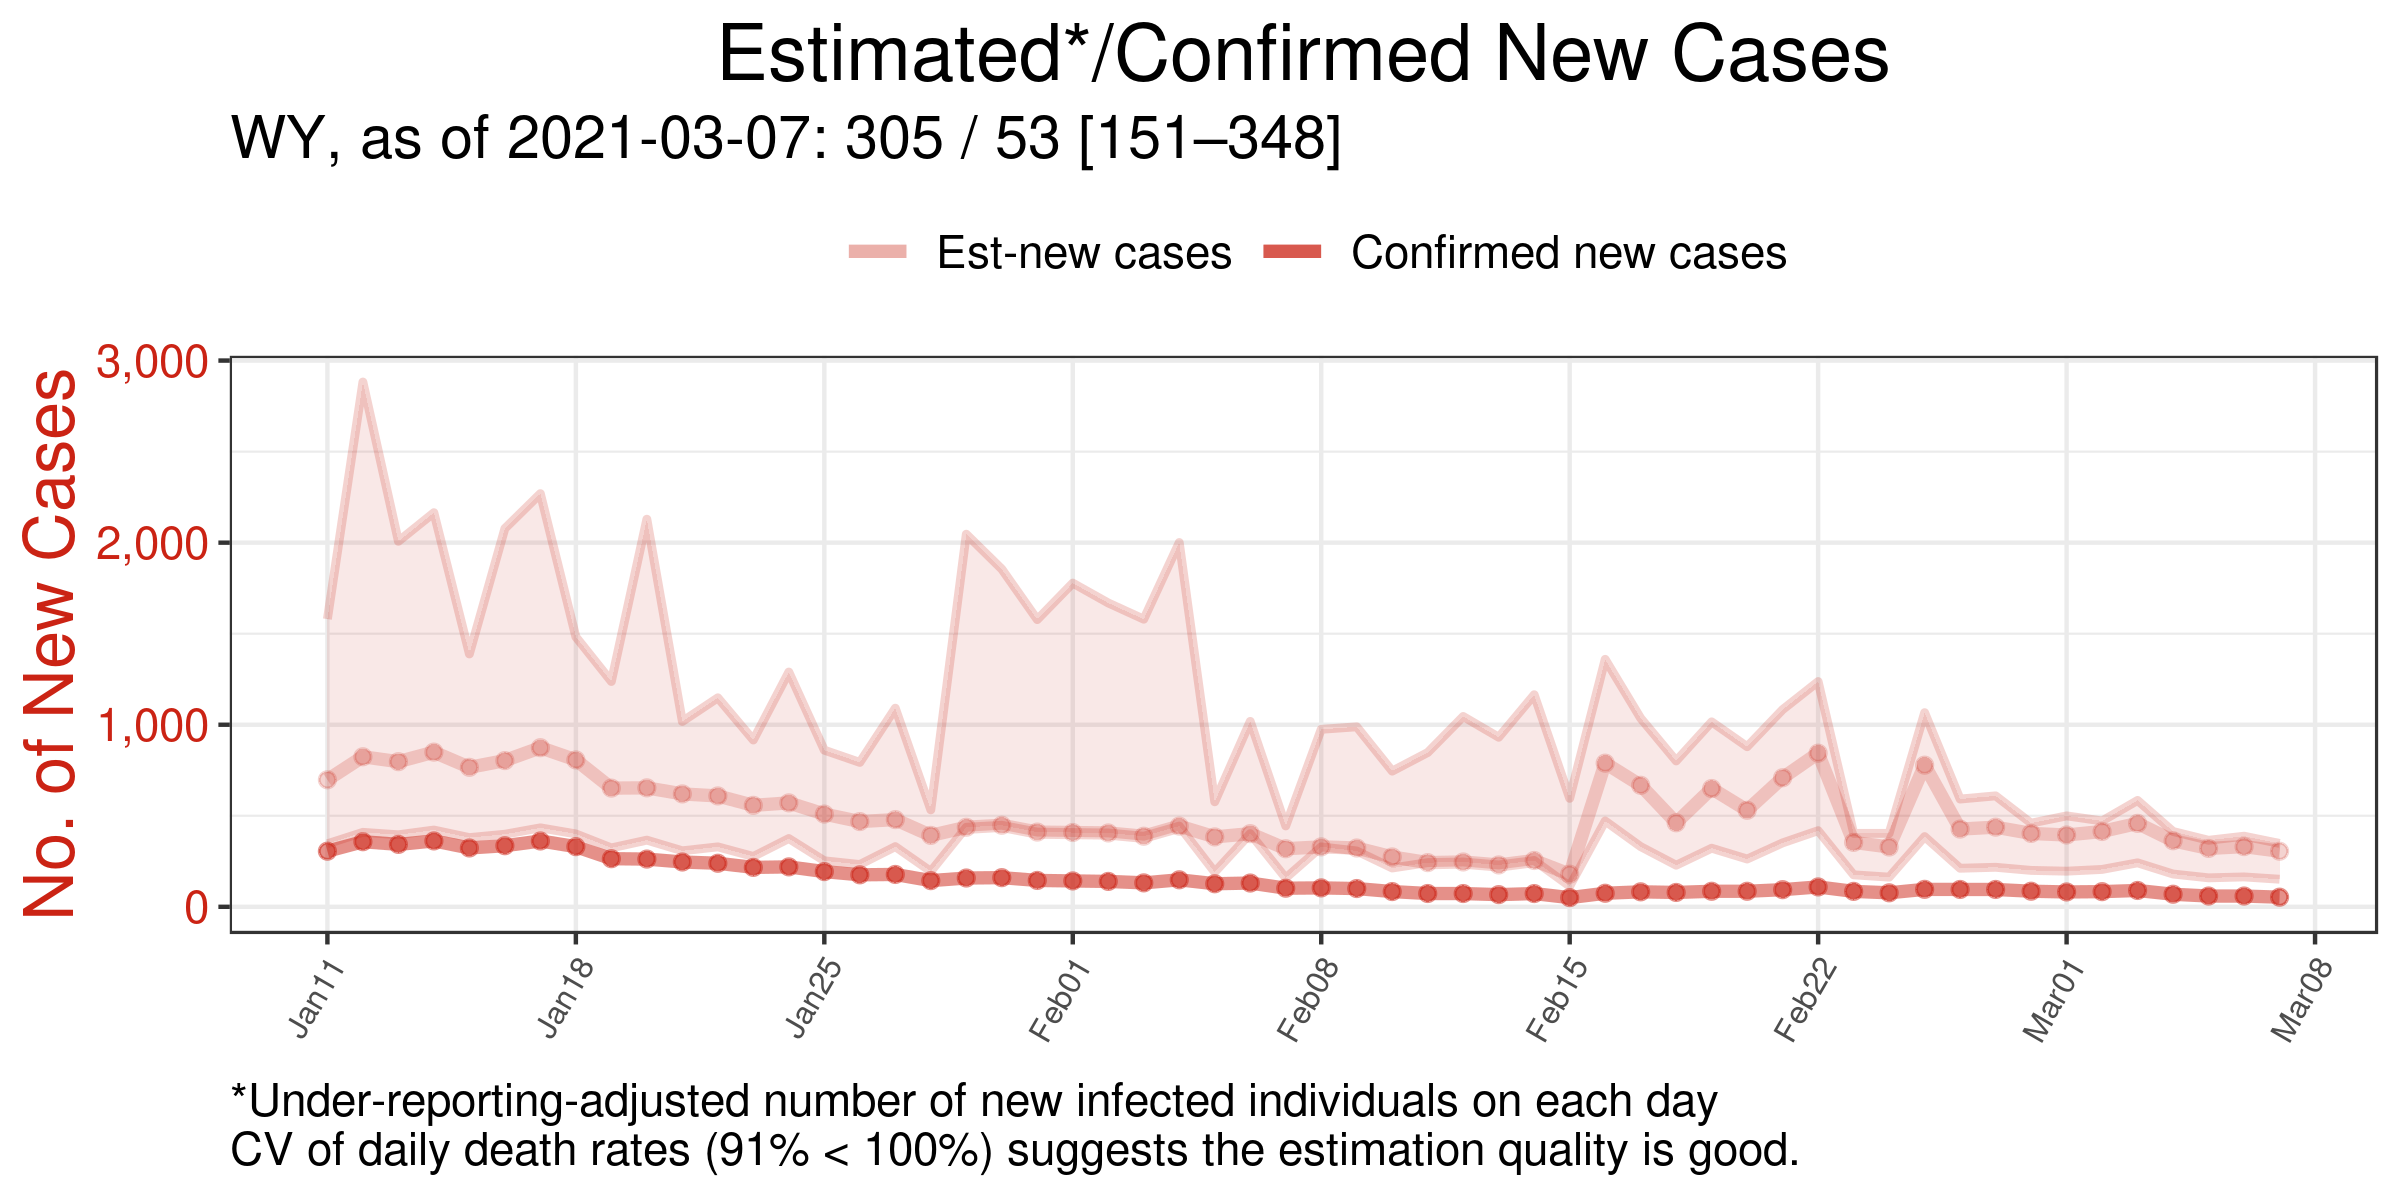 Estimated*/Confirmed New Cases
WY, as of 2021-03-07: 305 / 53 [151–348]
Est-new cases Confirmed new cases
No. of New Cases
3,000
2,000
1,000
0
Jan11 Jan18 Jan25 Feb01 Feb08 Feb15 Feb22 Mar01 Mar08
*Under-reporting-adjusted number of new infected individuals on each day
CV of daily death rates (91% < 100%) suggests the estimation quality is good.